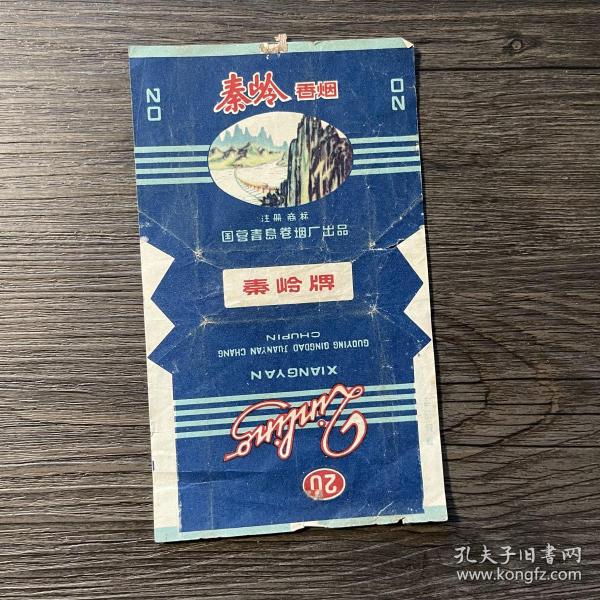 20
20
秦岭 香烟
注册商标
国营青岛卷烟厂出品
秦岭牌
GUOYING QINGDAO JUANYAN CHANG
CHUPIN
XIANGYAN
Qinling
20
孔夫子旧书网
www.kongfz.com